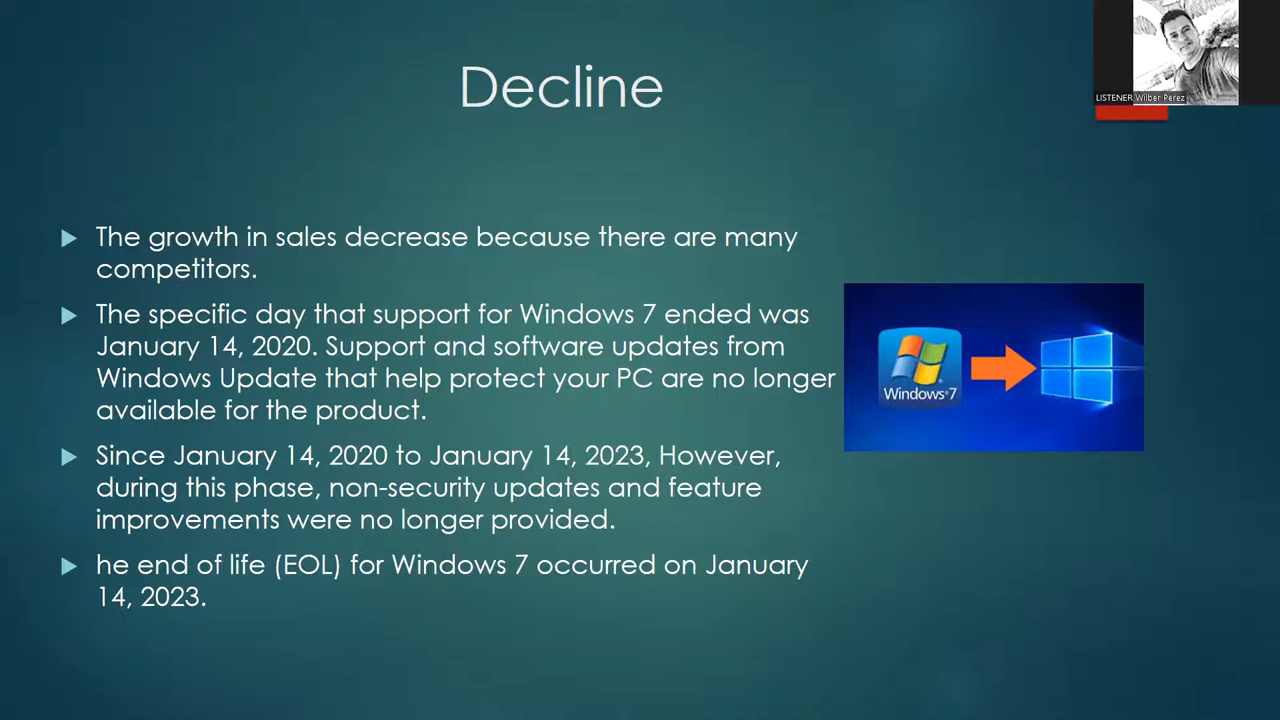 Decline
LISTENER Wilber Perez
The growth in sales decrease because there are many
competitors.
The specific day that support for Windows 7 ended was
January 14, 2020. Support and software updates from
Windows Update that help protect your PC are no longer
available for the product.
Windows 7
Since January 14, 2020 to January 14, 2023, However,
during this phase, non-security updates and feature
improvements were no longer provided.
he end of life (EOL) for Windows 7 occurred on January
14, 2023.